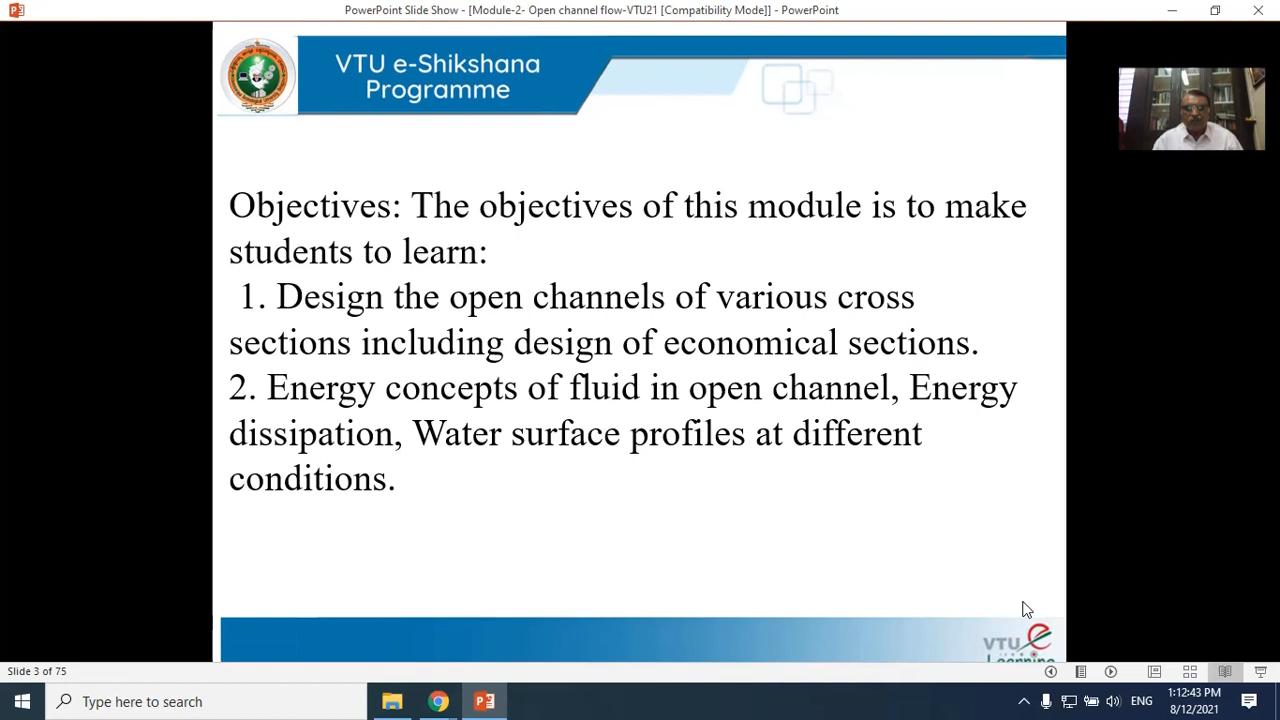 PowerPoint Slide Show - [Module-2- Open channel flow-VTU21 [Compatibility Mode]] - PowerPoint
VTU e-Shikshana
Programme
Objectives: The objectives of this module is to make
students to learn:
1. Design the open channels of various cross
sections including design of economical sections.
2. Energy concepts of fluid in open channel, Energy
dissipation, Water surface profiles at different
conditions.
VTU e
Learning
Slide 3 of 75
Type here to search
ENG
1:12:43 PM
8/12/2021